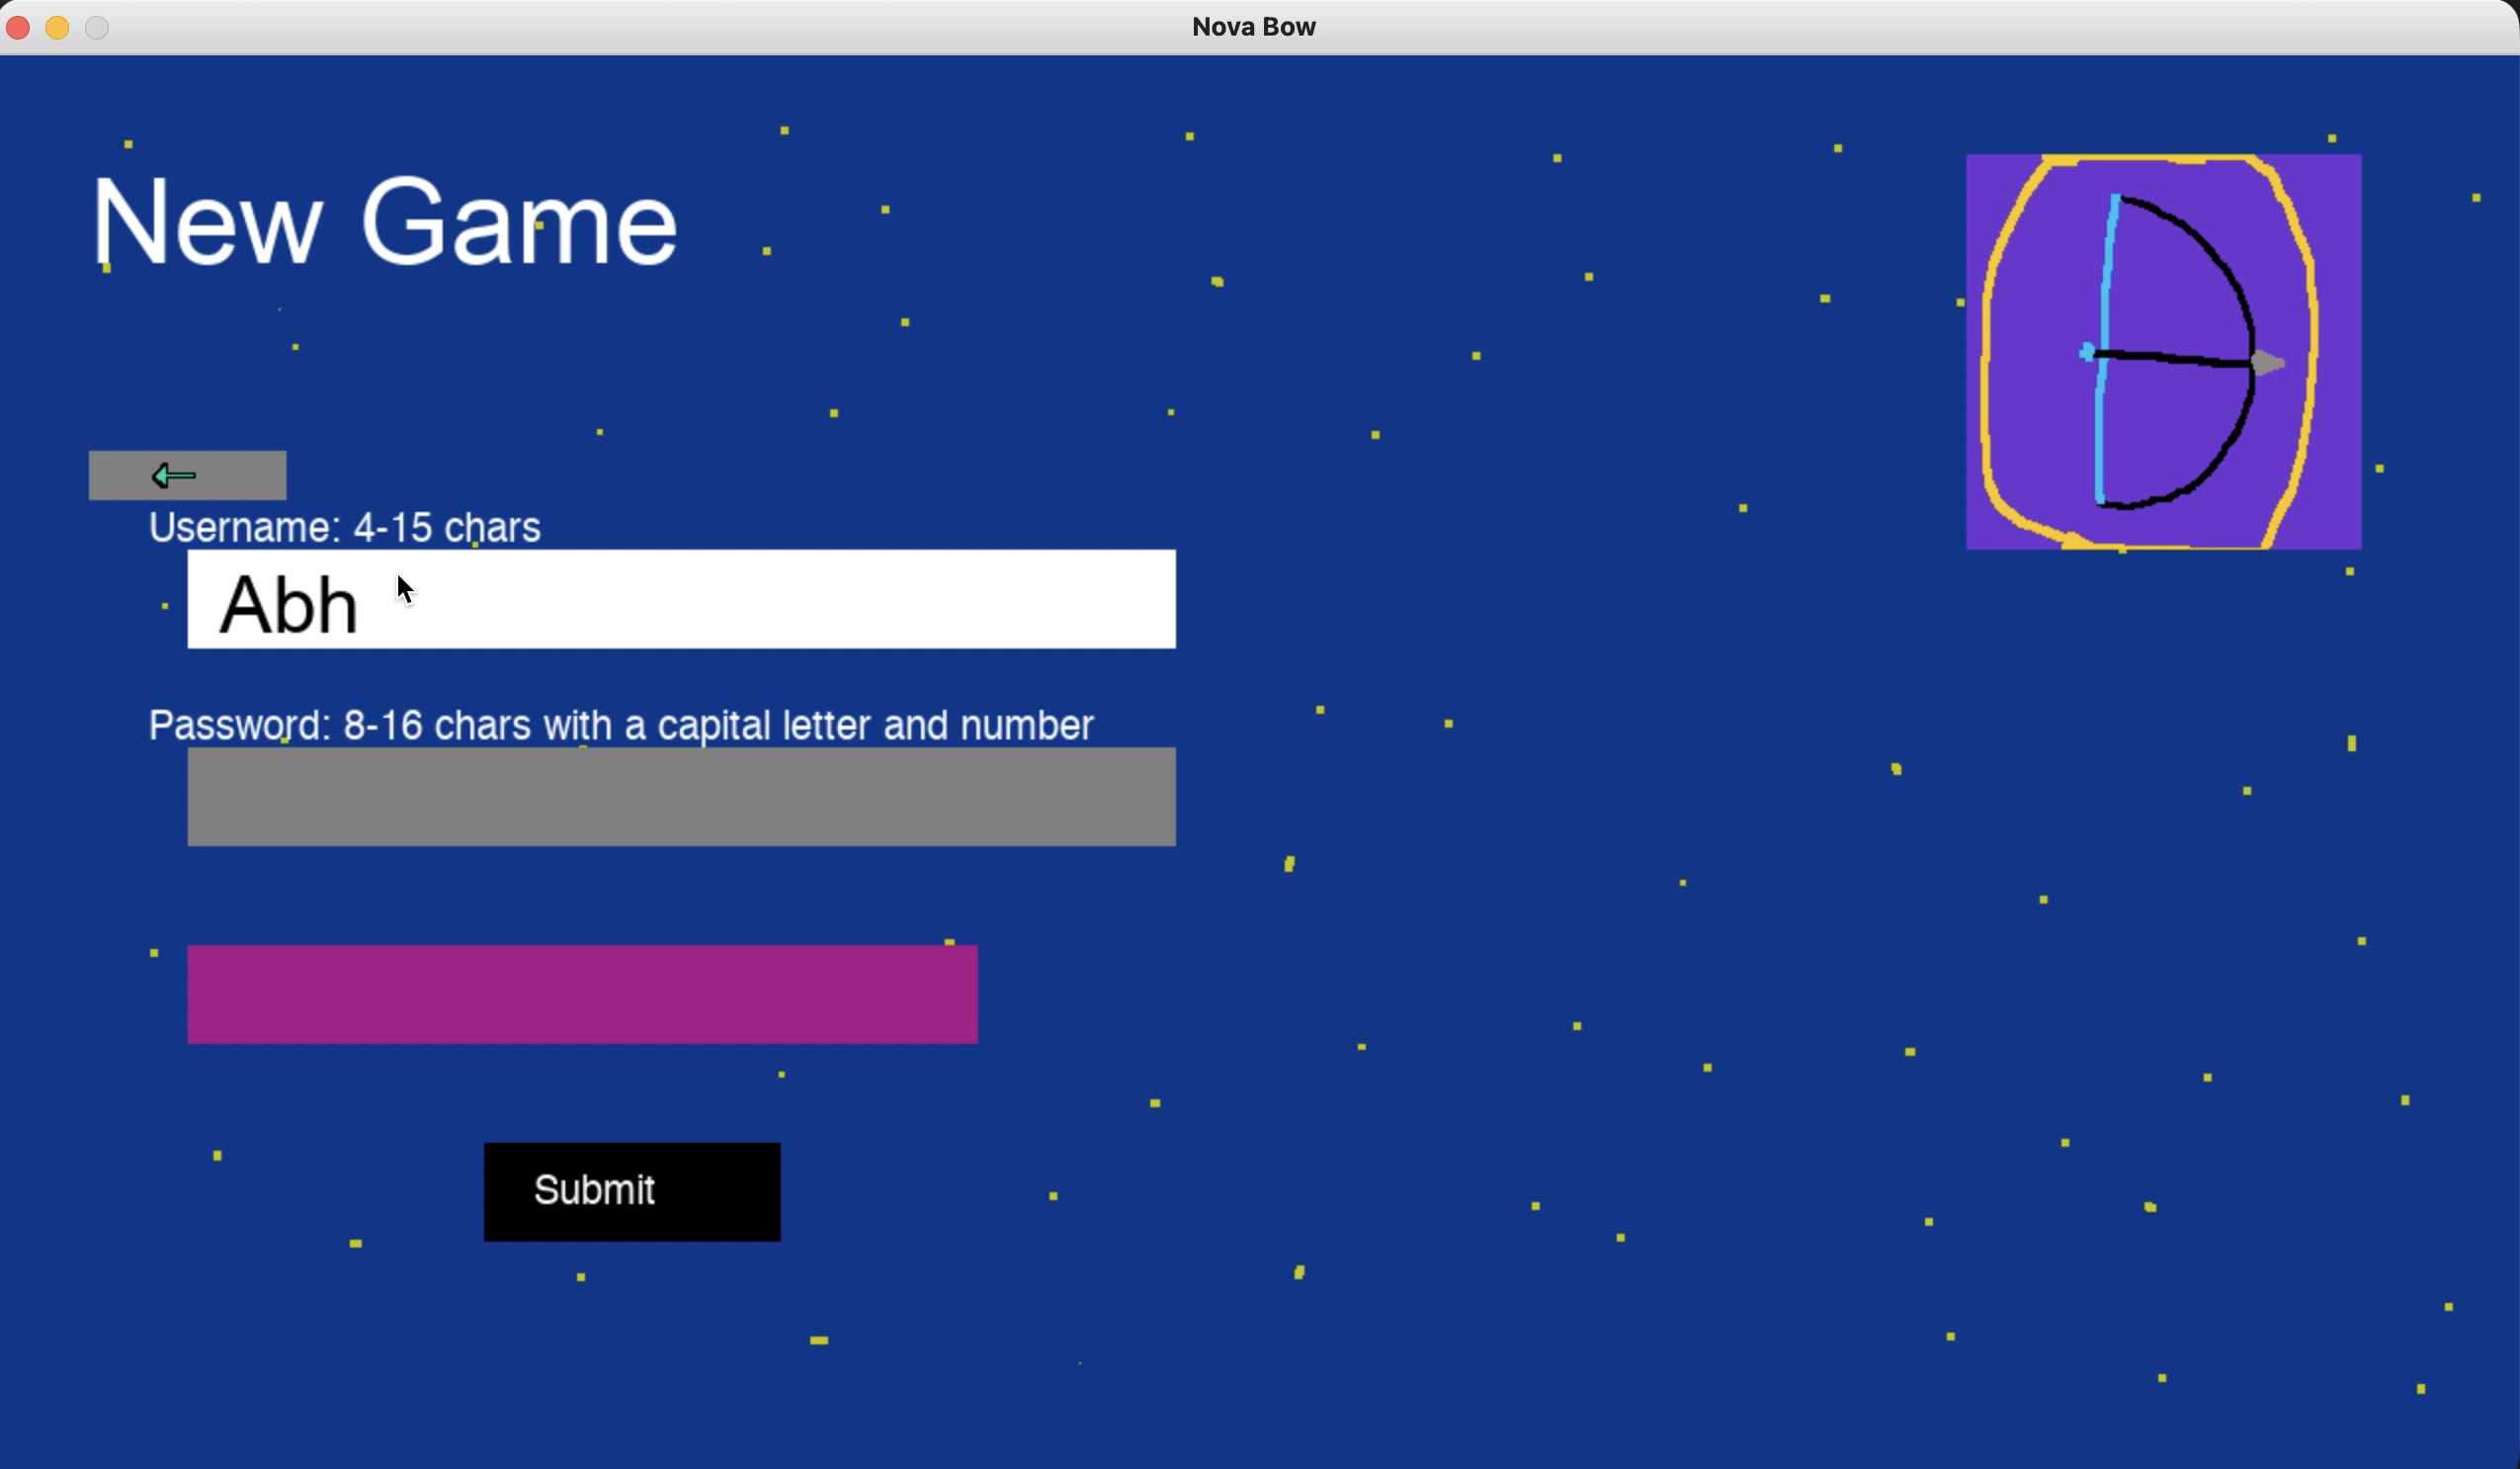 Nova Bow
New Game
Username: 4-15 chars
Abh
Password: 8-16 chars with a capital letter and number
Submit